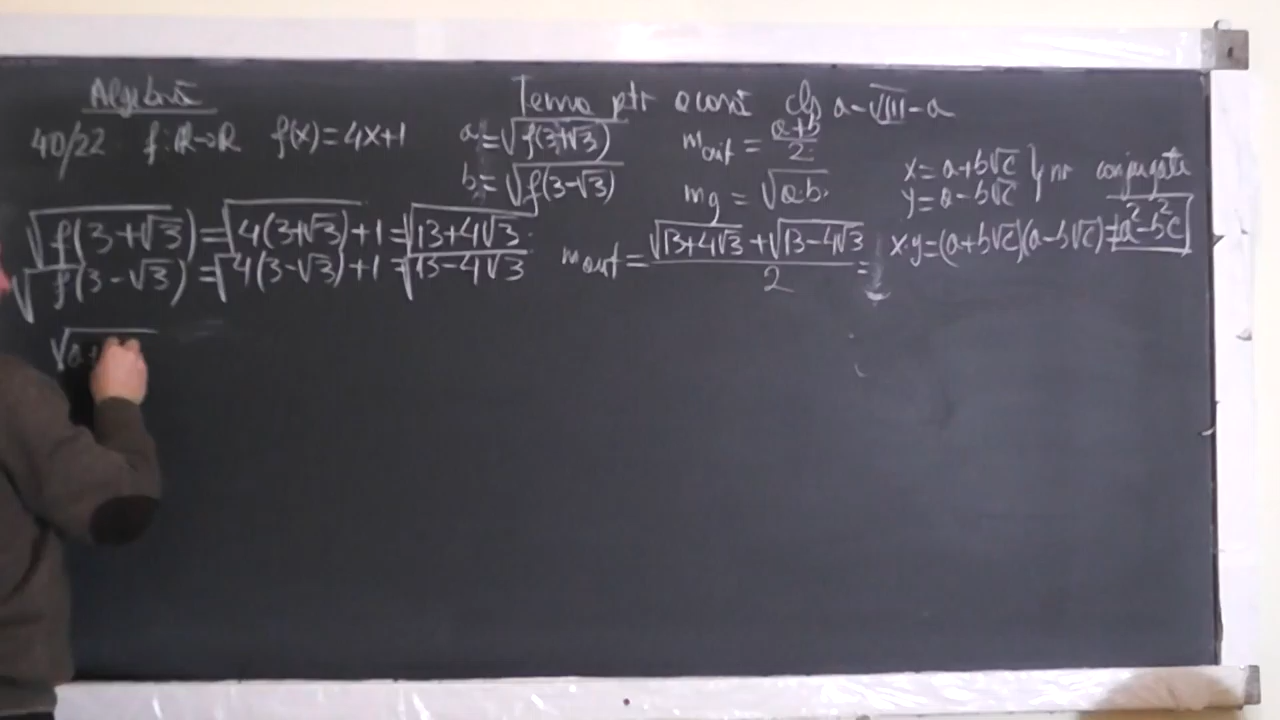 Algebră
Tema ptr acasă cls a-VIII-a
40/22 f:ℝ→ℝ f(x)=4x+1 a=√f(3+√3) m_arit=(a+b)/2
b=√f(3-√3) mg=√(a·b)
x=a+b√c } nr conjugate
y=a-b√c
x·y=(a+b√c)(a-b√c)=a²-b²c
√f(3+√3)=√4(3+√3)+1=√13+4√3
√f(3-√3)=√4(3-√3)+1=√13-4√3
m_arit=(√13+4√3+√13-4√3)/2=
√a+